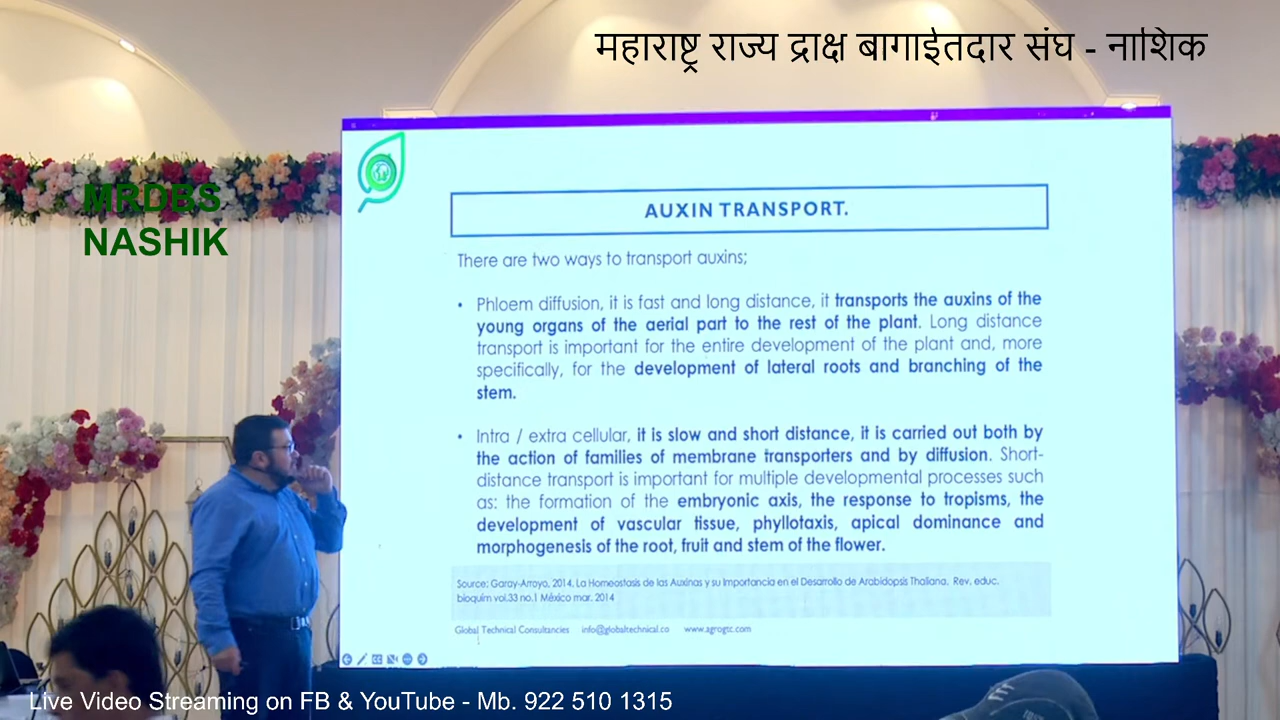 महाराष्ट्र राज्य द्राक्ष बागाईतदार संघ - नाशिक
MRDBS
NASHIK
AUXIN TRANSPORT.
There are two ways to transport auxins;
• Phloem diffusion, it is fast and long distance, it transports the auxins of the
young organs of the aerial part to the rest of the plant. Long distance
transport is important for the entire development of the plant and, more
specifically, for the development of lateral roots and branching of the
stem.
• Intra / extra cellular, it is slow and short distance, it is carried out both by
the action of families of membrane transporters and by diffusion. Short-
distance transport is important for multiple developmental processes such
as: the formation of the embryonic axis, the response to tropisms, the
development of vascular tissue, phyllotaxis, apical dominance and
morphogenesis of the root, fruit and stem of the flower.
Source: Garay-Arroyo, 2014. La Homeostasis de las Auxinas y su Importancia en el Desarrollo de Arabidopsis Thaliana. Rev. educ.
bioquím vol.33 no.1 México mar. 2014
Global Technical Consultancies info@globaltechnical.co www.agrogtc.com
Live Video Streaming on FB & YouTube - Mb. 922 510 1315